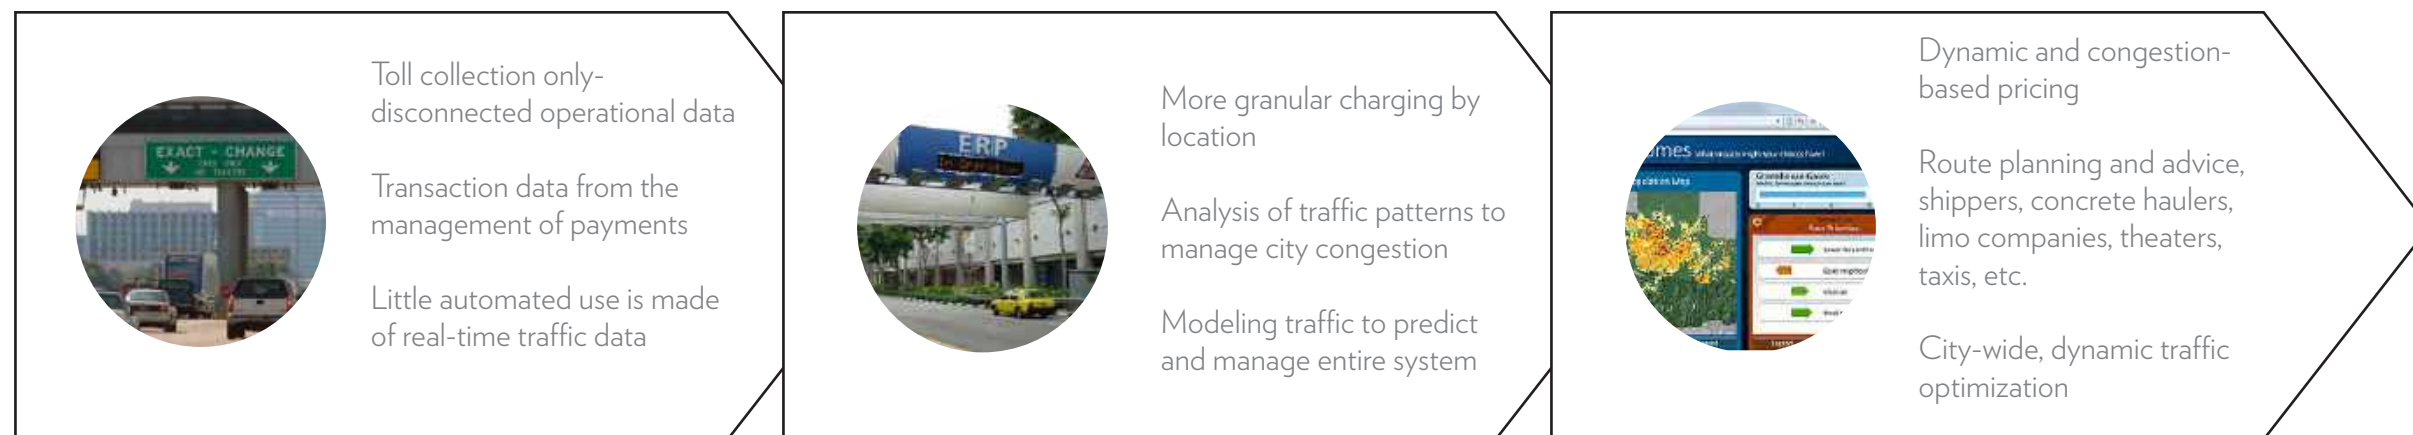 Toll collection only-
disconnected operational data
Transaction data from the
management of payments
Little automated use is made
of real-time traffic data
EXACT - CHANGE
More granular charging by
location
Analysis of traffic patterns to
manage city congestion
Modeling traffic to predict
and manage entire system
ERP
In Operation
Dynamic and congestion-
based pricing
Route planning and advice,
shippers, concrete haulers,
limo companies, theaters,
taxis, etc.
City-wide, dynamic traffic
optimization